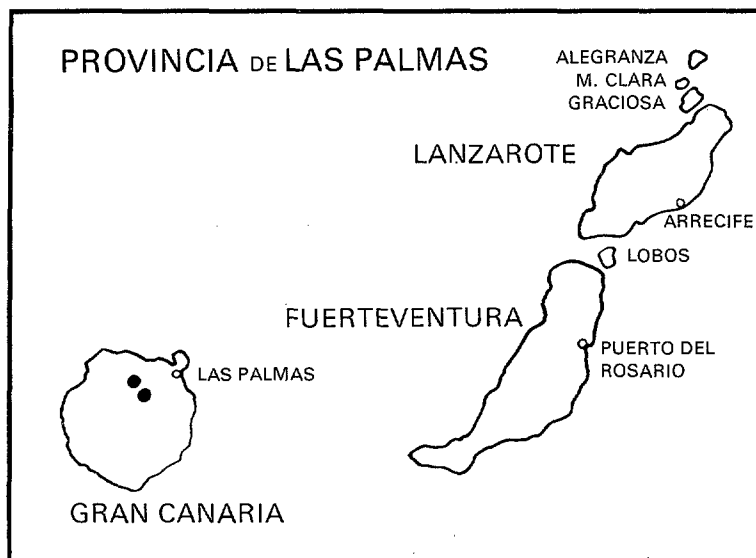 PROVINCIA DE LAS PALMAS
ALEGRANZA
M. CLARA
GRACIOSA
LANZAROTE
ARRECIFE
LOBOS
FUERTEVENTURA
PUERTO DEL
ROSARIO
LAS PALMAS
GRAN CANARIA